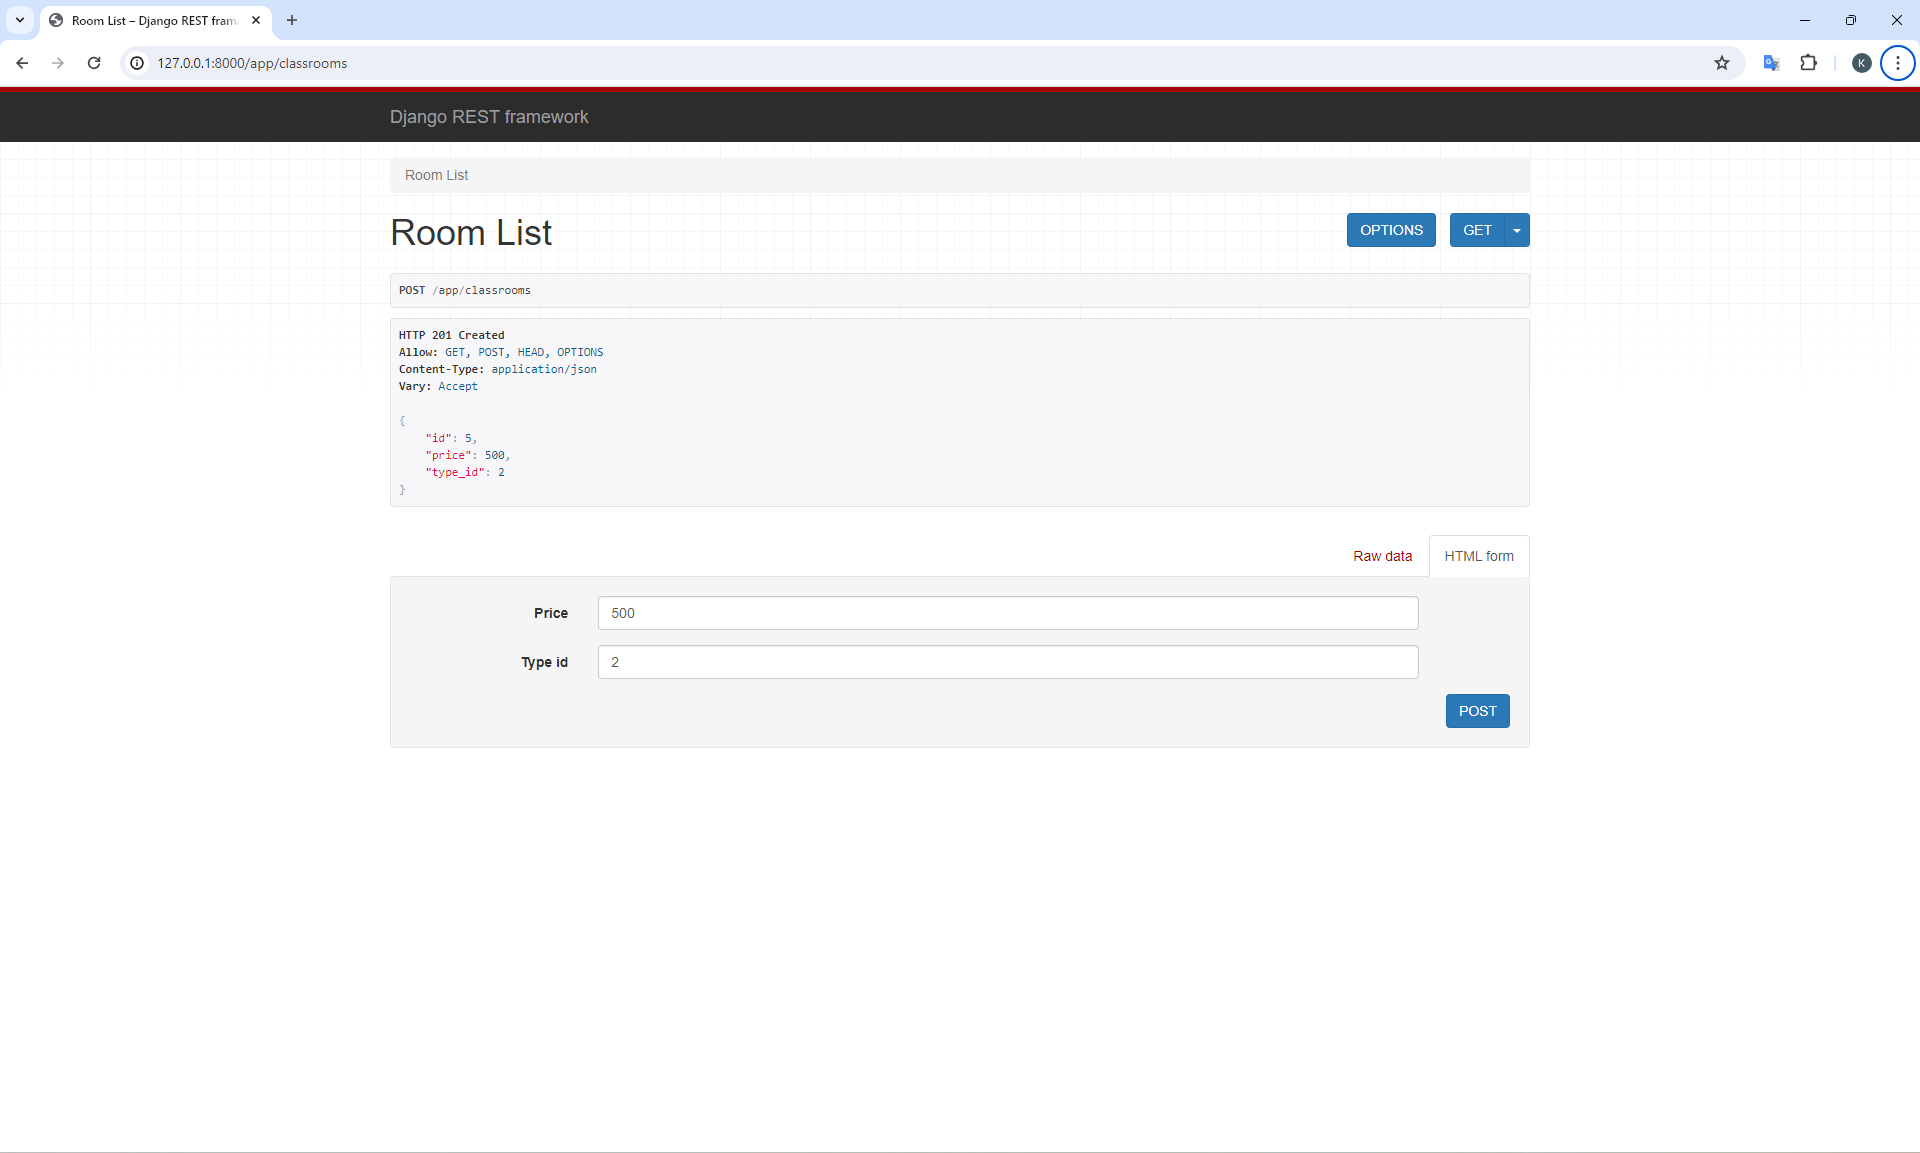 Room List – Django REST fram
127.0.0.1:8000/app/classrooms
K
Django REST framework
Room List
Room List
OPTIONS
GET
POST /app/classrooms
HTTP 201 Created
Allow: GET, POST, HEAD, OPTIONS
Content-Type: application/json
Vary: Accept
{
    "id": 5,
    "price": 500,
    "type_id": 2
}
Raw data
HTML form
Price
500
Type id
2
POST